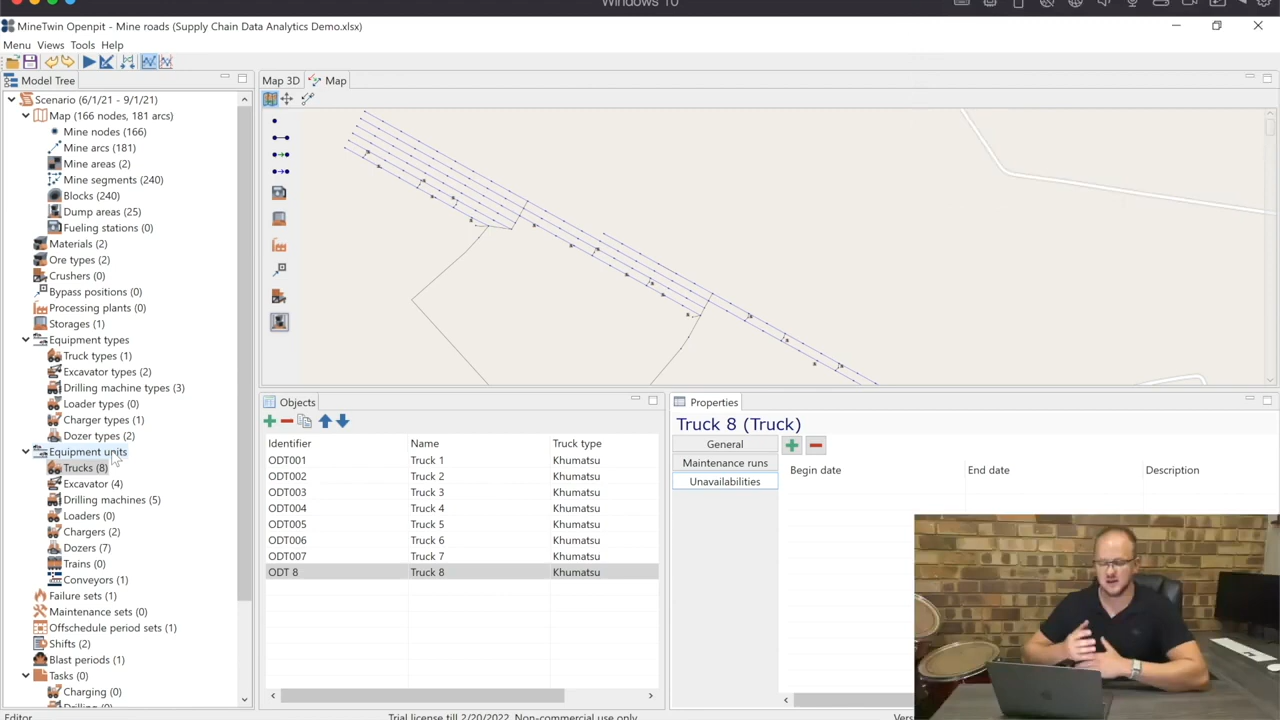 Windows 10
MineTwin Openpit - Mine roads (Supply Chain Data Analytics Demo.xlsx)
Menu Views Tools Help
Model Tree
Scenario (6/1/21 - 9/1/21)
Map (166 nodes, 181 arcs)
Mine nodes (166)
Mine arcs (181)
Mine areas (2)
Mine segments (240)
Blocks (240)
Dump areas (25)
Fueling stations (0)
Materials (2)
Ore types (2)
Crushers (0)
Bypass positions (0)
Processing plants (0)
Storages (1)
Equipment types
Truck types (1)
Excavator types (2)
Drilling machine types (3)
Loader types (0)
Charger types (1)
Dozer types (2)
Equipment units
Trucks (8)
Excavator (4)
Drilling machines (5)
Loaders (0)
Chargers (2)
Dozers (7)
Trains (0)
Conveyors (1)
Failure sets (1)
Maintenance sets (0)
Offschedule period sets (1)
Shifts (2)
Blast periods (1)
Tasks (0)
Charging (0)
Drilling (0)
Map 3D Map
Objects
Identifier Name Truck type
ODT001 Truck 1 Khumatsu
ODT002 Truck 2 Khumatsu
ODT003 Truck 3 Khumatsu
ODT004 Truck 4 Khumatsu
ODT005 Truck 5 Khumatsu
ODT006 Truck 6 Khumatsu
ODT007 Truck 7 Khumatsu
ODT 8 Truck 8 Khumatsu
Properties
Truck 8 (Truck)
General
Maintenance runs
Unavailabilities
Begin date End date Description
Editor
Trial license till 2/20/2022. Non-commercial use only.